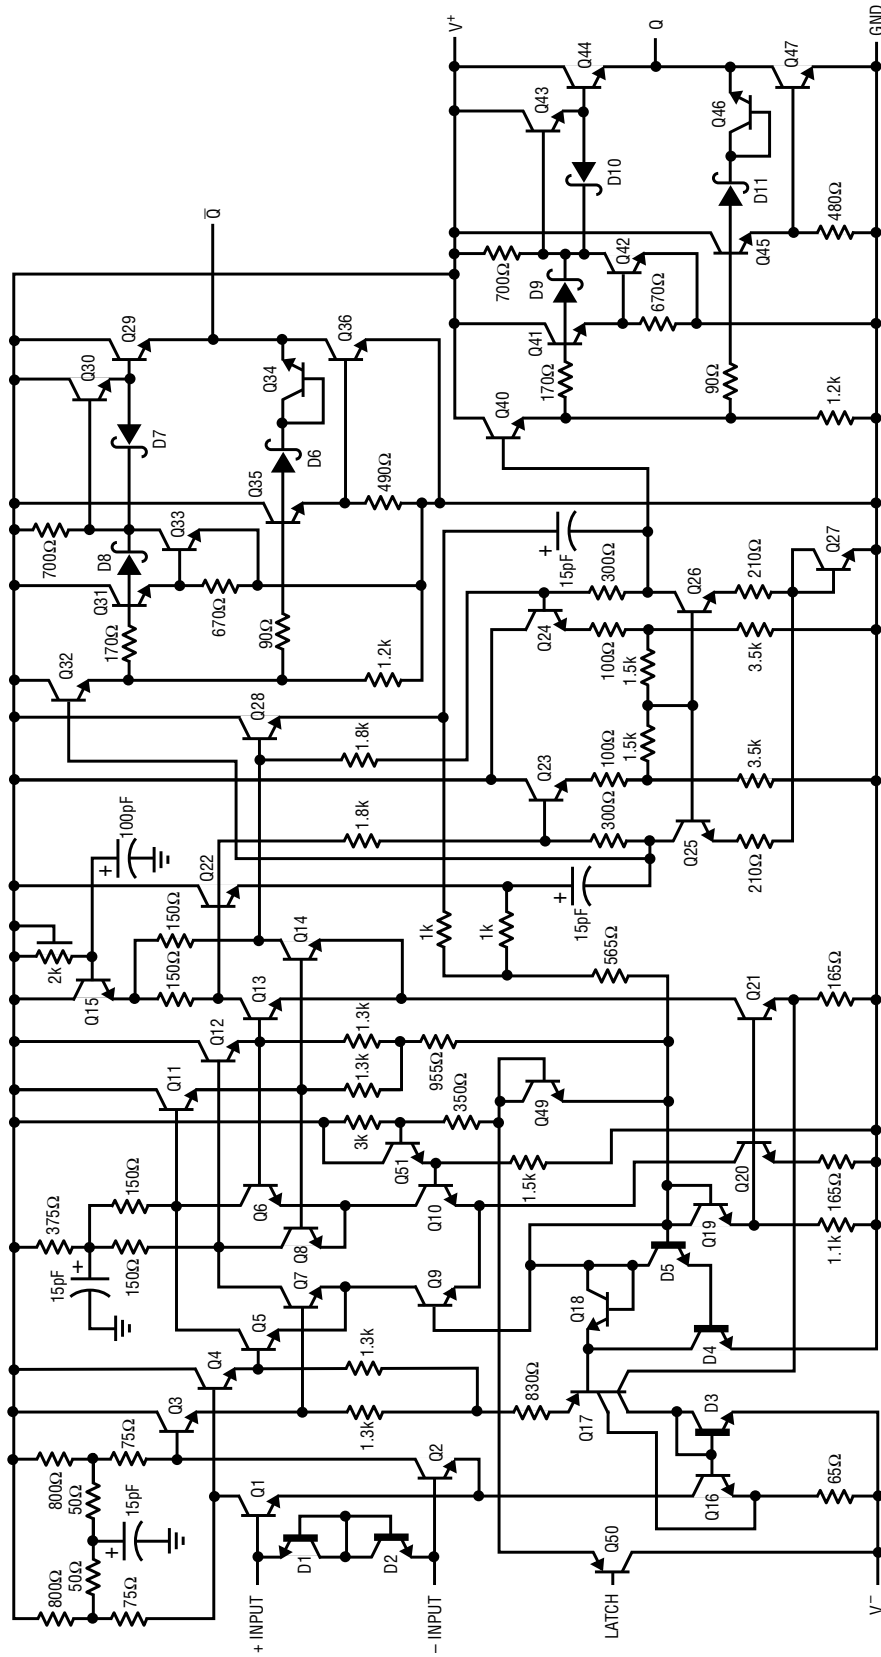 800Ω
75Ω
50Ω
800Ω
50Ω
75Ω
15pF
+
+ INPUT
− INPUT
LATCH
V⁻
D1
D2
Q1
Q2
Q50
Q3
Q4
Q5
1.3k
1.3k
830Ω
Q17
Q16
D3
65Ω
15pF
+
375Ω
150Ω
150Ω
Q6
Q7
Q8
Q9
Q10
Q18
D4
D5
Q19
1.1k
Q20
165Ω
Q11
Q12
3k
Q51
350Ω
1.5k
Q49
1.3k
1.3k
955Ω
Q15
2k
150Ω
150Ω
Q13
Q14
Q21
165Ω
100pF
+
Q22
1k
1k
565Ω
15pF
+
1.8k
1.8k
Q28
Q23
300Ω
100Ω
1.5k
1.5k
3.5k
Q24
100Ω
300Ω
3.5k
Q25
210Ω
Q26
210Ω
Q27
15pF
+
Q32
170Ω
90Ω
1.2k
Q31
D8
700Ω
Q33
670Ω
Q35
490Ω
D7
D6
Q30
Q29
Q34
Q36
Q̅
Q40
170Ω
90Ω
1.2k
Q41
D9
700Ω
Q42
670Ω
Q45
480Ω
D10
D11
Q43
Q44
Q46
Q47
V⁺
Q
GND